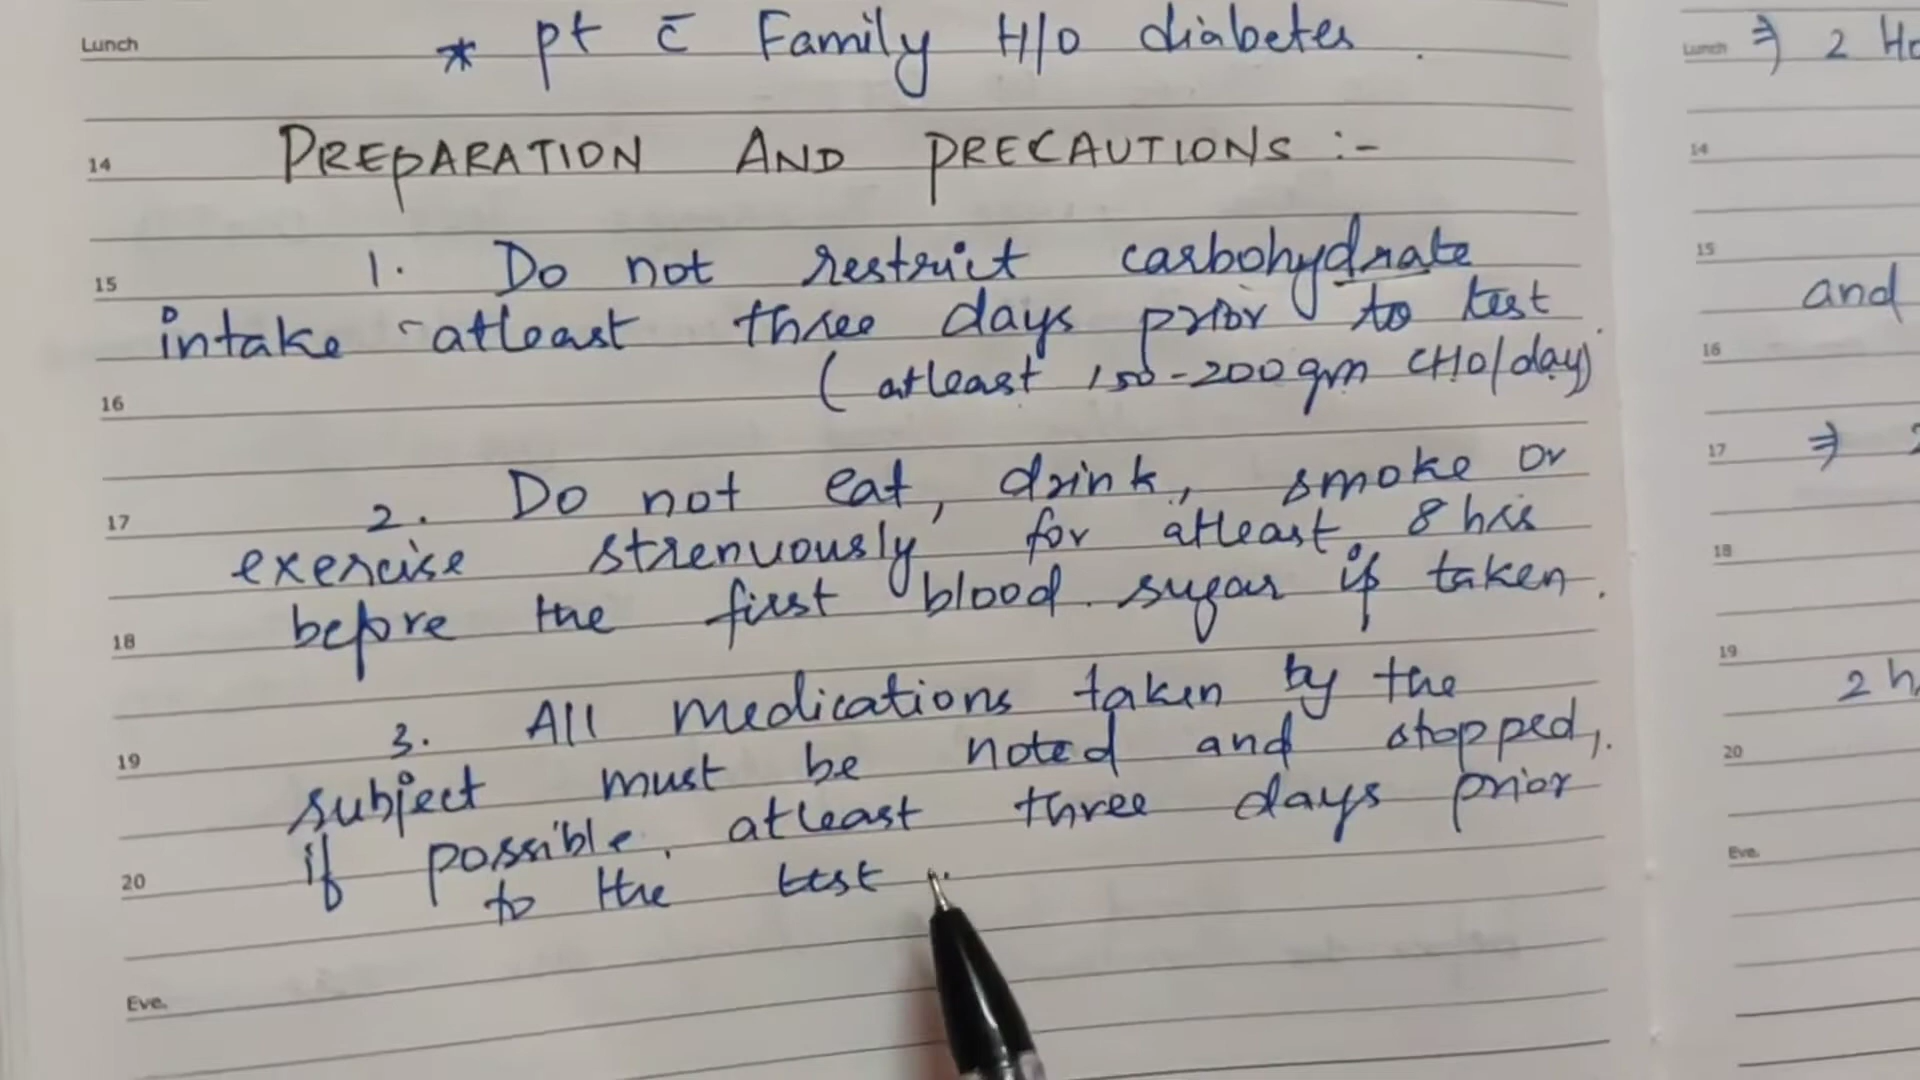 Lunch
* pt c̄ Family H/O diabetes.
14
PREPARATION AND PRECAUTIONS :-
15
1. Do not restrict carbohydrate
intake - atleast three days prior to test.
16
(atleast 150-200gm CHO/day)
17
2. Do not eat, drink, smoke or
exercise strenuously for atleast 8 hrs
18
before the first blood sugar is taken.
19
3. All medications taken by the
subject must be noted and stopped,
20
if possible, atleast three days prior
to the test.
Eve.
Lunch ⇒ 2 Ho
14
15
and
16
17 ⇒ 2
18
19
2 h
20
Eve.